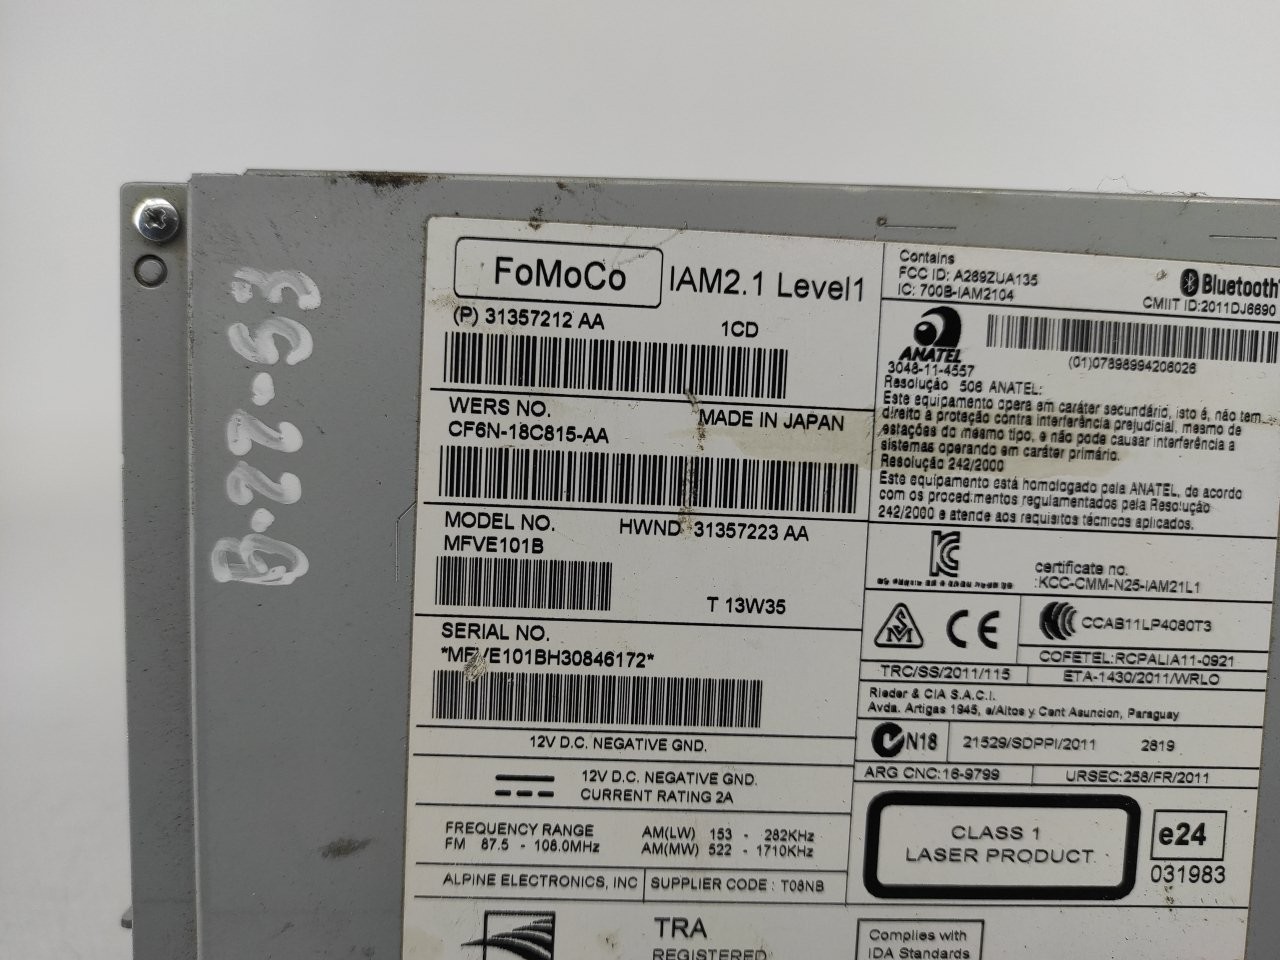 B-22-53
FoMoCo IAM2.1 Level1
(P) 31357212 AA 1CD
WERS NO. MADE IN JAPAN
CF6N-18C815-AA
MODEL NO. HWND 31357223 AA
MFVE101B
T 13W35
SERIAL NO.
*MFVE101BH30846172*
12V D.C. NEGATIVE GND.
12V D.C. NEGATIVE GND.
CURRENT RATING 2A
FREQUENCY RANGE AM(LW) 153 - 282KHz
FM 87.5 - 108.0MHz AM(MW) 522 - 1710KHz
ALPINE ELECTRONICS, INC SUPPLIER CODE : T08NB
TRA
REGISTERED
Contains
FCC ID: A269ZUA135
IC: 700B-IAM2104
Bluetooth
CMIIT ID:2011DJ6690
ANATEL
3048-11-4557
(01)07898994206026
Resolução 506 ANATEL:
Este equipamento opera em caráter secundário, isto é, não tem
direito a proteção contra interferência prejudicial, mesmo de
estações do mesmo tipo, e não pode causar interferência a
sistemas operando em caráter primário.
Resolução 242/2000
Este equipamento está homologado pela ANATEL, de acordo
com os procedimentos regulamentados pela Resolução
242/2000 e atende aos requisitos técnicos aplicados.
certificate no.
:KCC-CMM-N25-IAM21L1
CE
CCAB11LP4080T3
COFETEL:RCPALIA11-0921
TRC/SS/2011/115 ETA-1430/2011/WRLO
Rieder & CIA S.A.C.I.
Avda. Artigas 1945, e/Altos y Cent Asuncion, Paraguay
N18 21529/SDPPI/2011 2819
ARG CNC:16-9799 URSEC:258/FR/2011
CLASS 1
LASER PRODUCT
e24
031983
Complies with
IDA Standards